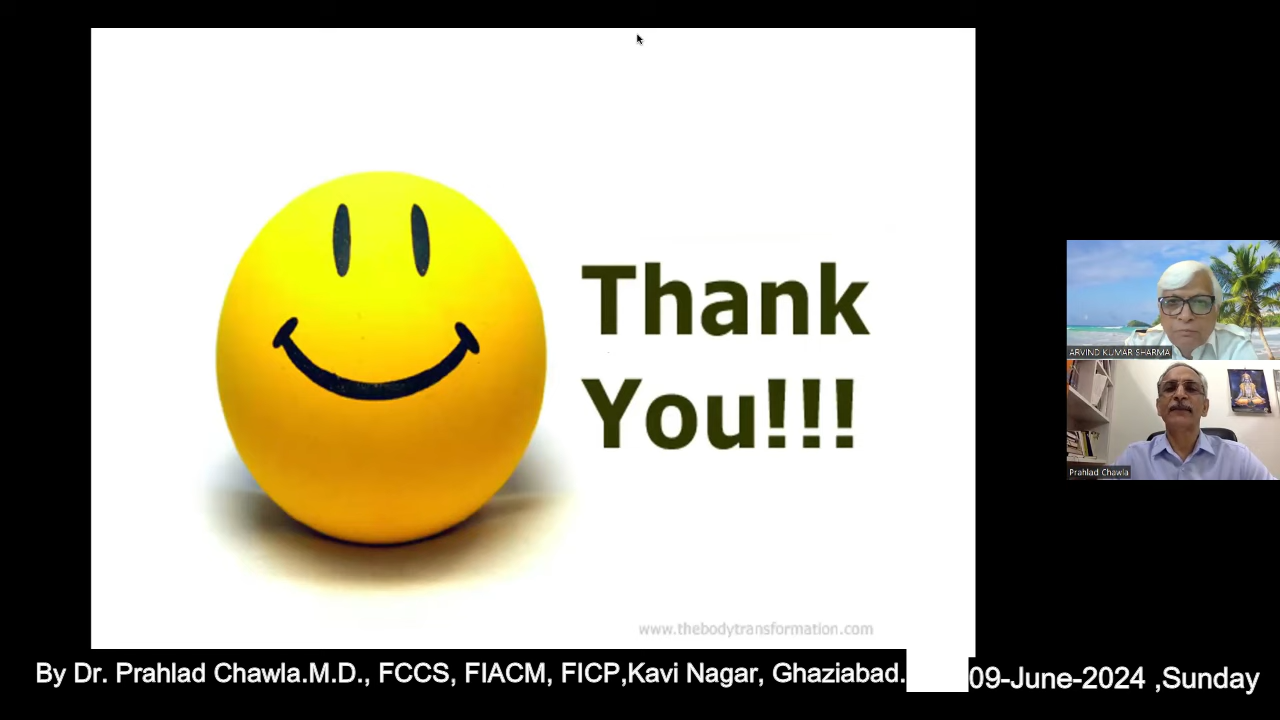 Thank
You!!!
www.thebodytransformation.com
ARVIND KUMAR SHARMA
Prahlad Chawla
By Dr. Prahlad Chawla.M.D., FCCS, FIACM, FICP,Kavi Nagar, Ghaziabad.
09-June-2024 ,Sunday